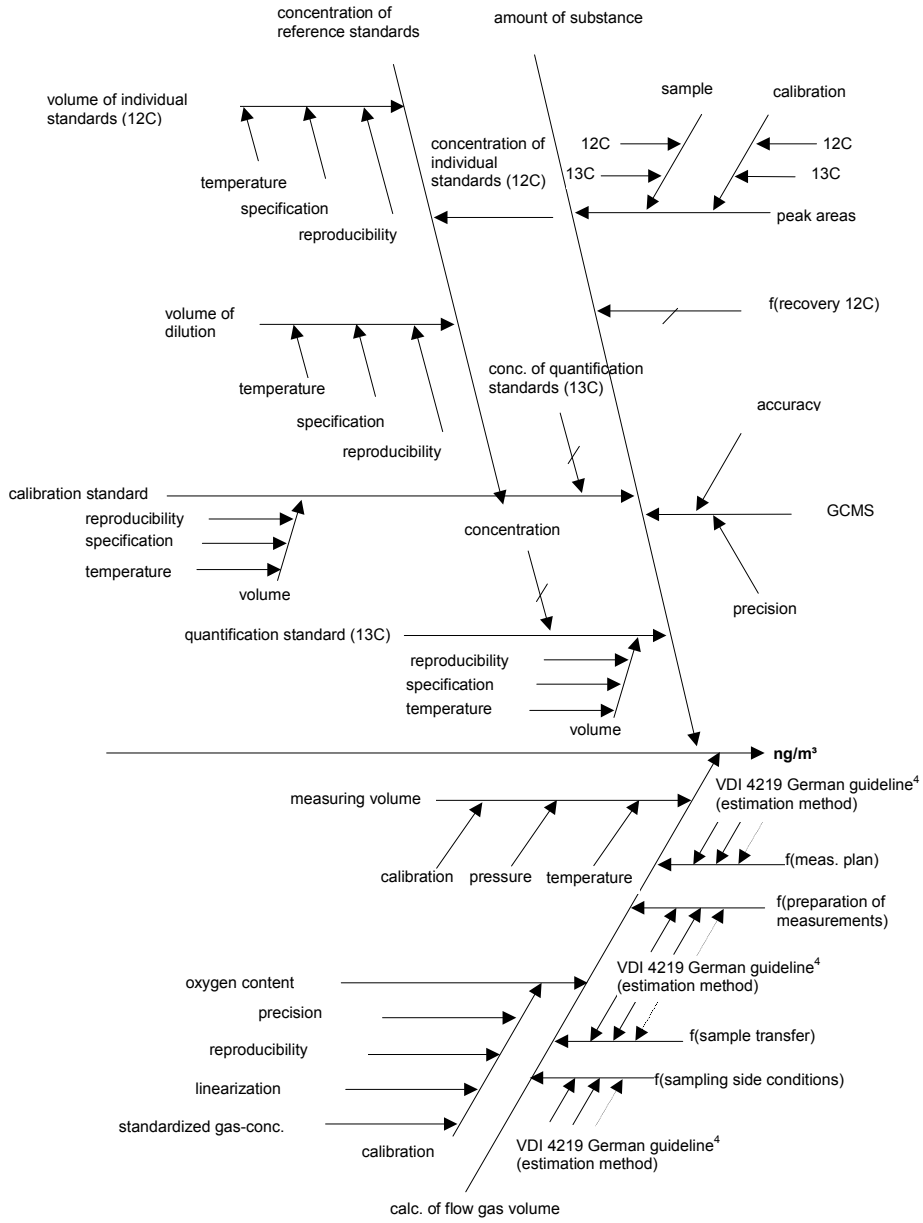 concentration of
reference standards
amount of substance
sample
calibration
volume of individual
standards (12C)
concentration of
individual
standards (12C)
12C
12C
13C
13C
temperature
specification
reproducibility
peak areas
volume of
dilution
f(recovery 12C)
temperature
specification
reproducibility
conc. of quantification
standards (13C)
accuracy
calibration standard
reproducibility
specification
temperature
volume
concentration
GCMS
precision
quantification standard (13C)
reproducibility
specification
temperature
volume
ng/m³
measuring volume
VDI 4219 German guideline⁴
(estimation method)
calibration
pressure
temperature
f(meas. plan)
f(preparation of
measurements)
VDI 4219 German guideline⁴
(estimation method)
oxygen content
precision
reproducibility
linearization
standardized gas-conc.
calibration
f(sample transfer)
f(sampling side conditions)
VDI 4219 German guideline⁴
(estimation method)
calc. of flow gas volume